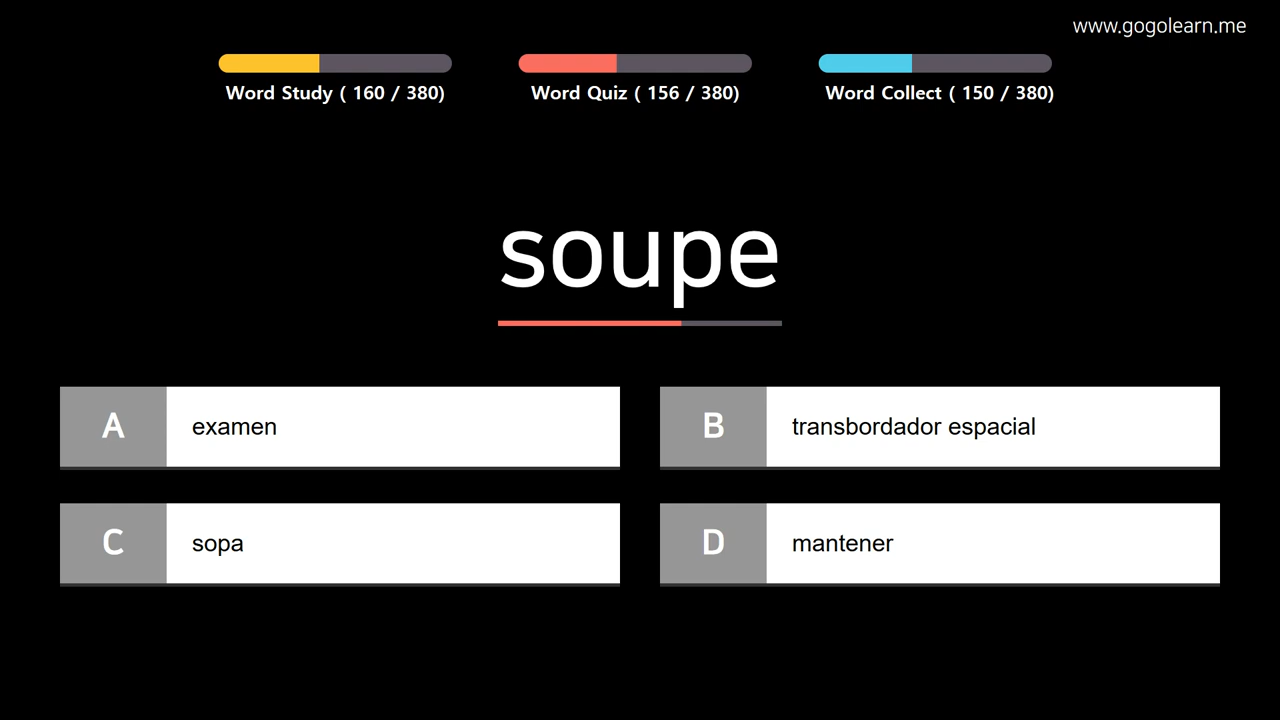 www.gogolearn.me
Word Study ( 160 / 380)
Word Quiz ( 156 / 380)
Word Collect ( 150 / 380)
soupe
A examen
B transbordador espacial
C sopa
D mantener